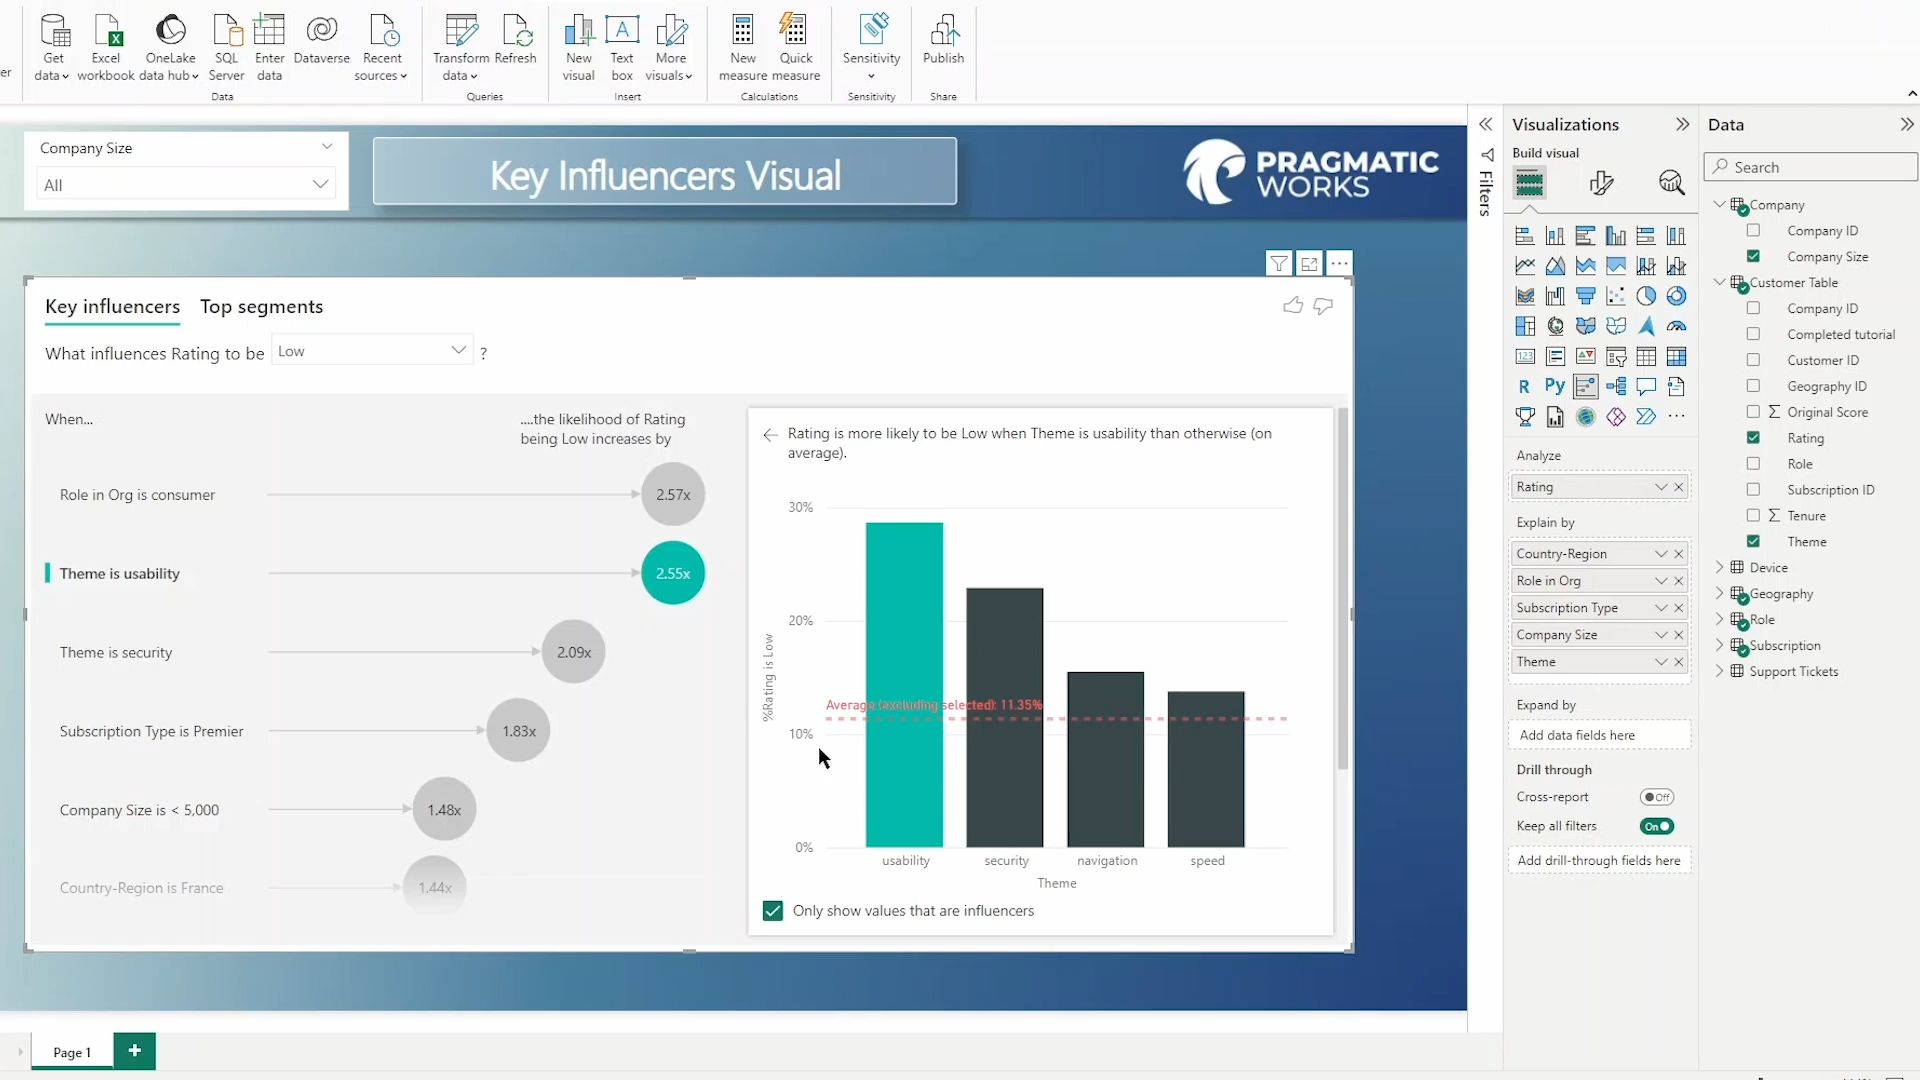 Get data
Excel workbook
OneLake data hub
SQL Server
Enter data
Dataverse
Recent sources
Data
Transform data
Refresh
Queries
New visual
Text box
More visuals
Insert
New measure
Quick measure
Calculations
Sensitivity
Sensitivity
Publish
Share
Company Size
All
Key Influencers Visual
PRAGMATIC
WORKS
Key influencers
Top segments
What influences Rating to be
Low
?
When...
....the likelihood of Rating
being Low increases by
Role in Org is consumer
2.57x
Theme is usability
2.55x
Theme is security
2.09x
Subscription Type is Premier
1.83x
Company Size is < 5,000
1.48x
Country-Region is France
1.44x
Rating is more likely to be Low when Theme is usability than otherwise (on
average).
30%
20%
10%
0%
%Rating is Low
Average (excluding selected): 11.35%
usability
security
navigation
speed
Theme
Only show values that are influencers
Page 1
Filters
Visualizations
Build visual
123
R
Py
Analyze
Rating
Explain by
Country-Region
Role in Org
Subscription Type
Company Size
Theme
Expand by
Add data fields here
Drill through
Cross-report
Off
Keep all filters
On
Add drill-through fields here
Data
Search
Company
Company ID
Company Size
Customer Table
Company ID
Completed tutorial
Customer ID
Geography ID
Original Score
Rating
Role
Subscription ID
Tenure
Theme
Device
Geography
Role
Subscription
Support Tickets